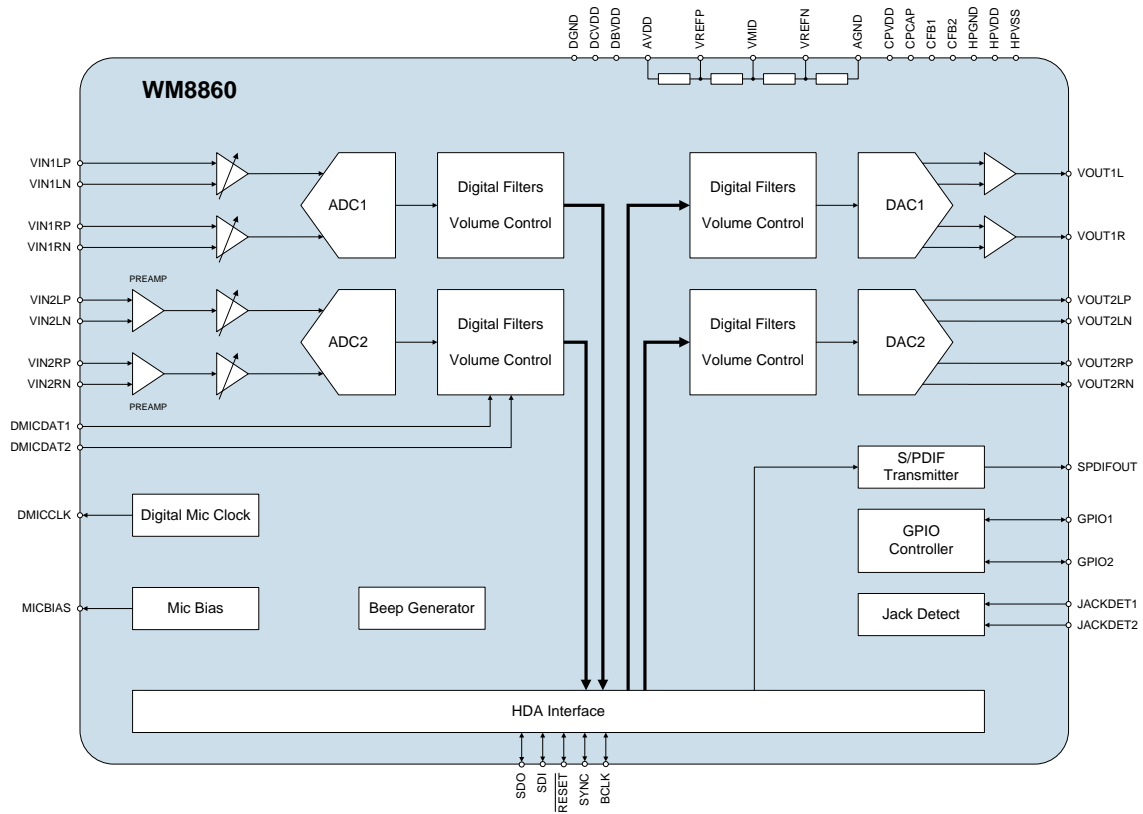 DGND
DCVDD
DBVDD
AVDD
VREFP
VMID
VREFN
AGND
CPVDD
CPCAP
CFB1
CFB2
HPGND
HPVDD
HPVSS
WM8860
VIN1LP
VIN1LN
VIN1RP
VIN1RN
ADC1
Digital Filters
Volume Control
Digital Filters
Volume Control
DAC1
VOUT1L
VOUT1R
PREAMP
VIN2LP
VIN2LN
VIN2RP
VIN2RN
PREAMP
ADC2
Digital Filters
Volume Control
Digital Filters
Volume Control
DAC2
VOUT2LP
VOUT2LN
VOUT2RP
VOUT2RN
DMICDAT1
DMICDAT2
S/PDIF
Transmitter
SPDIFOUT
DMICCLK
Digital Mic Clock
GPIO
Controller
GPIO1
GPIO2
MICBIAS
Mic Bias
Beep Generator
Jack Detect
JACKDET1
JACKDET2
HDA Interface
SDO
SDI
RESET
SYNC
BCLK